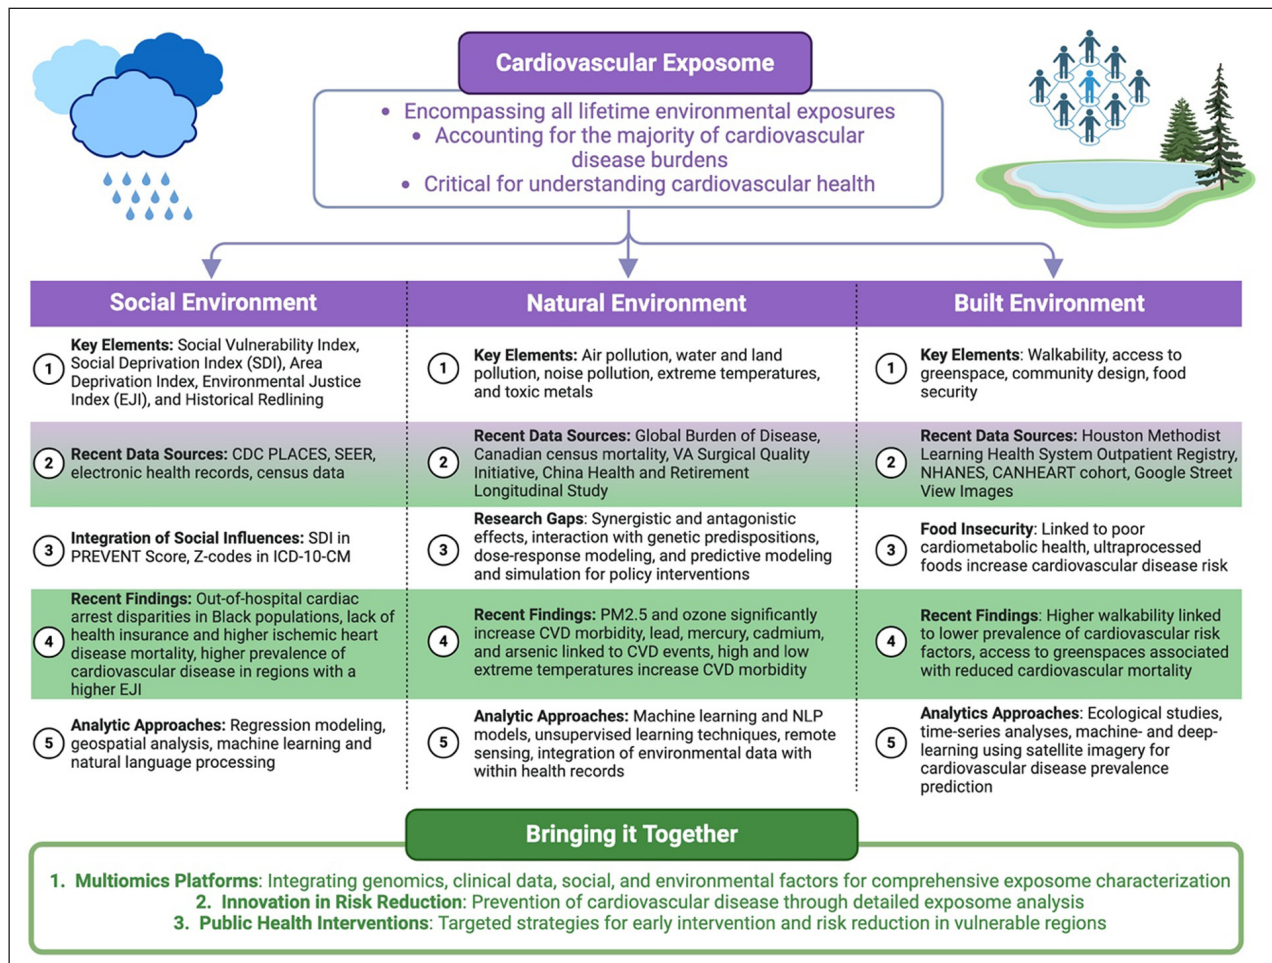 Cardiovascular Exposome
• Encompassing all lifetime environmental exposures
• Accounting for the majority of cardiovascular
disease burdens
• Critical for understanding cardiovascular health
Social Environment
1
Key Elements: Social Vulnerability Index,
Social Deprivation Index (SDI), Area
Deprivation Index, Environmental Justice
Index (EJI), and Historical Redlining
2
Recent Data Sources: CDC PLACES, SEER,
electronic health records, census data
3
Integration of Social Influences: SDI in
PREVENT Score, Z-codes in ICD-10-CM
4
Recent Findings: Out-of-hospital cardiac
arrest disparities in Black populations, lack of
health insurance and higher ischemic heart
disease mortality, higher prevalence of
cardiovascular disease in regions with a
higher EJI
5
Analytic Approaches: Regression modeling,
geospatial analysis, machine learning and
natural language processing
Natural Environment
1
Key Elements: Air pollution, water and land
pollution, noise pollution, extreme temperatures,
and toxic metals
2
Recent Data Sources: Global Burden of Disease,
Canadian census mortality, VA Surgical Quality
Initiative, China Health and Retirement
Longitudinal Study
3
Research Gaps: Synergistic and antagonistic
effects, interaction with genetic predispositions,
dose-response modeling, and predictive modeling
and simulation for policy interventions
4
Recent Findings: PM2.5 and ozone significantly
increase CVD morbidity, lead, mercury, cadmium,
and arsenic linked to CVD events, high and low
extreme temperatures increase CVD morbidity
5
Analytic Approaches: Machine learning and NLP
models, unsupervised learning techniques, remote
sensing, integration of environmental data with
within health records
Built Environment
1
Key Elements: Walkability, access to
greenspace, community design, food
security
2
Recent Data Sources: Houston Methodist
Learning Health System Outpatient Registry,
NHANES, CANHEART cohort, Google Street
View Images
3
Food Insecurity: Linked to poor
cardiometabolic health, ultraprocessed
foods increase cardiovascular disease risk
4
Recent Findings: Higher walkability linked
to lower prevalence of cardiovascular risk
factors, access to greenspaces associated
with reduced cardiovascular mortality
5
Analytics Approaches: Ecological studies,
time-series analyses, machine- and deep-
learning using satellite imagery for
cardiovascular disease prevalence
prediction
Bringing it Together
1. Multiomics Platforms: Integrating genomics, clinical data, social, and environmental factors for comprehensive exposome characterization
2. Innovation in Risk Reduction: Prevention of cardiovascular disease through detailed exposome analysis
3. Public Health Interventions: Targeted strategies for early intervention and risk reduction in vulnerable regions